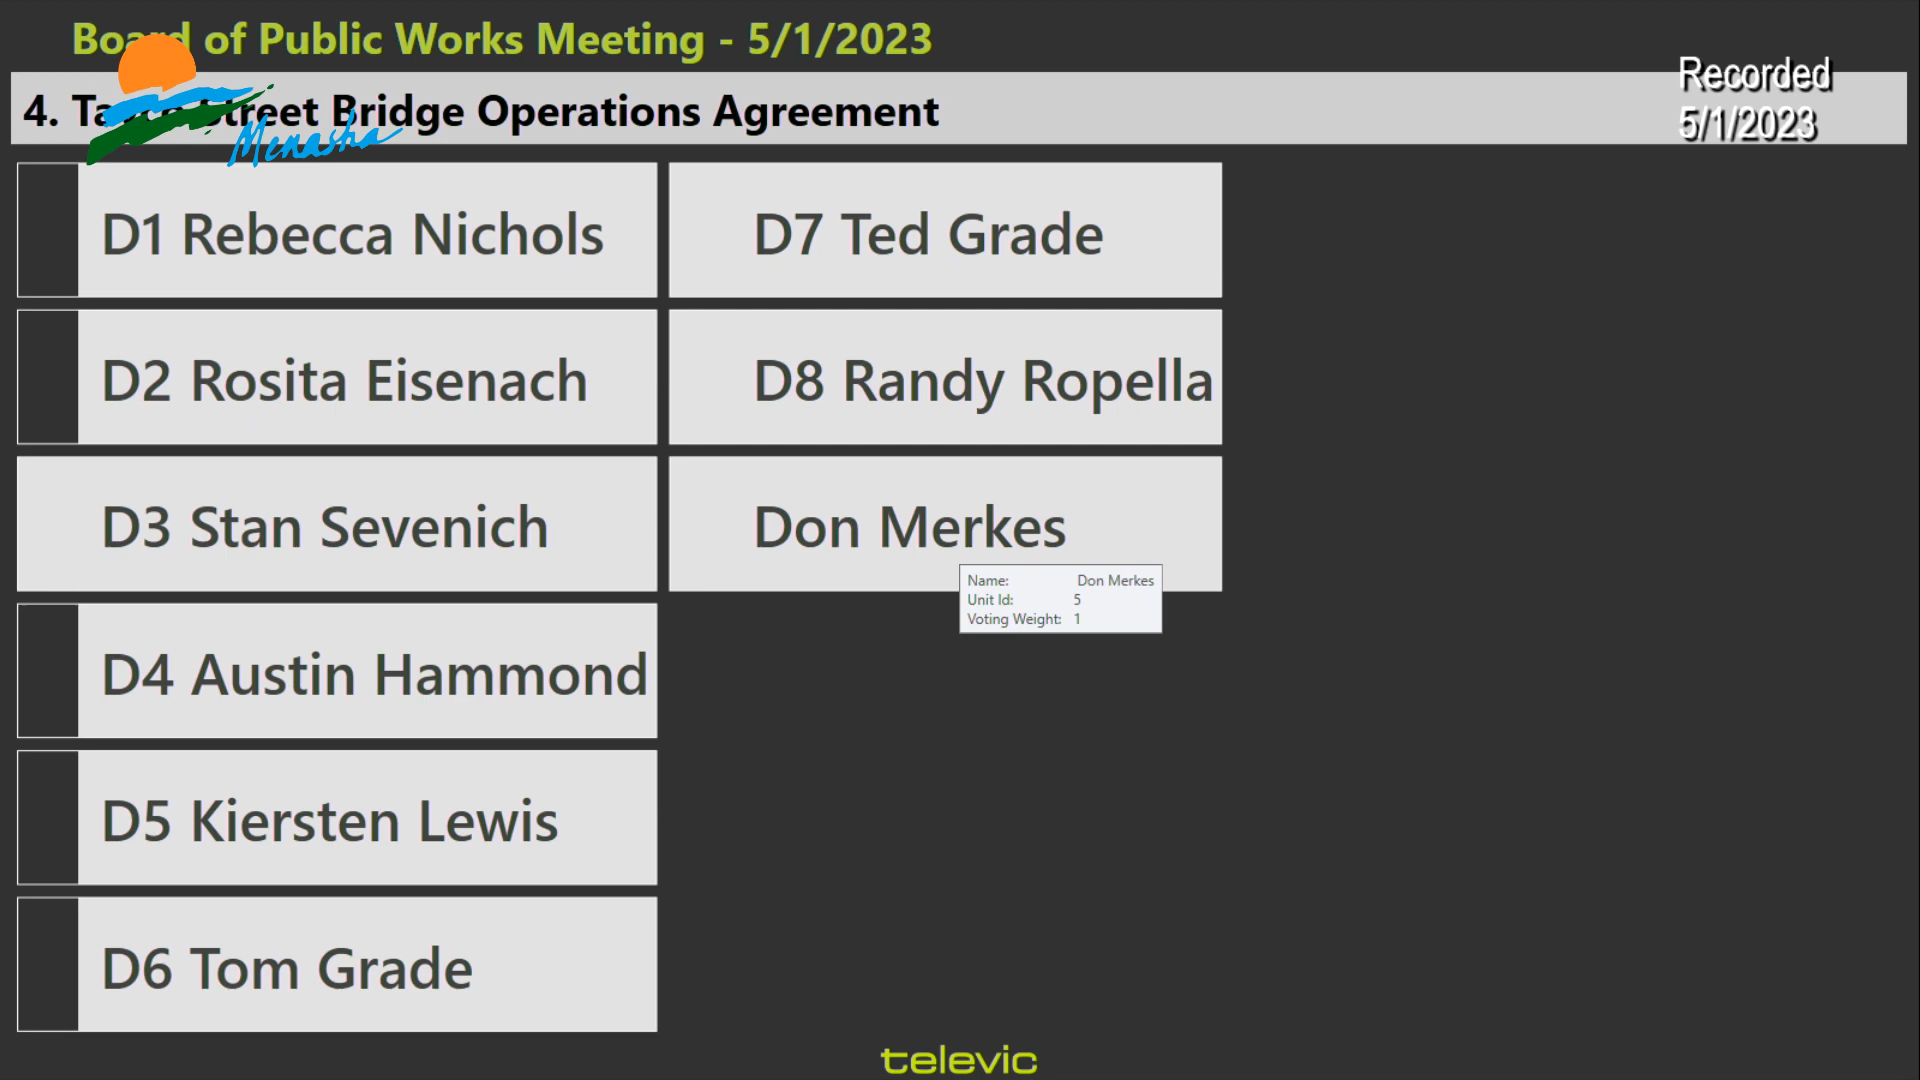 Board of Public Works Meeting - 5/1/2023
Recorded
5/1/2023
4. Tayco Street Bridge Operations Agreement
Menasha
D1 Rebecca Nichols
D2 Rosita Eisenach
D3 Stan Sevenich
D4 Austin Hammond
D5 Kiersten Lewis
D6 Tom Grade
D7 Ted Grade
D8 Randy Ropella
Don Merkes
Name: Don Merkes
Unit Id: 5
Voting Weight: 1
televic